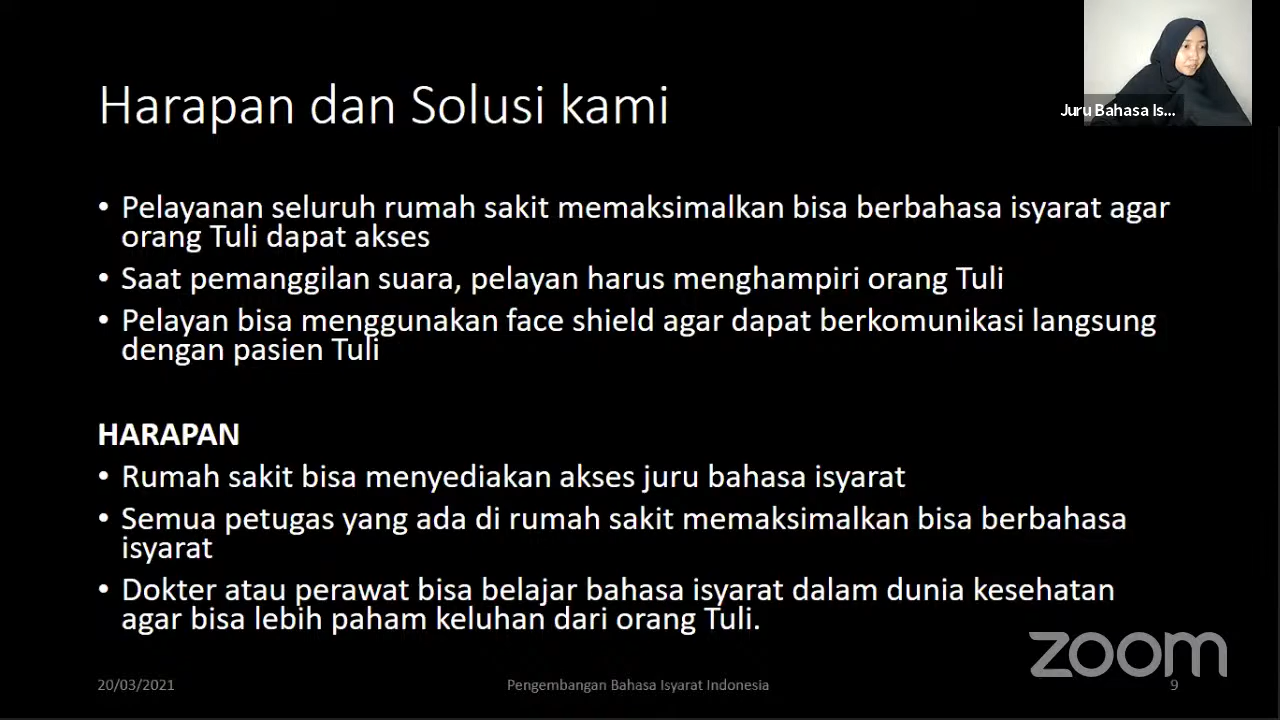 Juru Bahasa Is...
Harapan dan Solusi kami
• Pelayanan seluruh rumah sakit memaksimalkan bisa berbahasa isyarat agar
orang Tuli dapat akses
• Saat pemanggilan suara, pelayan harus menghampiri orang Tuli
• Pelayan bisa menggunakan face shield agar dapat berkomunikasi langsung
dengan pasien Tuli
HARAPAN
• Rumah sakit bisa menyediakan akses juru bahasa isyarat
• Semua petugas yang ada di rumah sakit memaksimalkan bisa berbahasa
isyarat
• Dokter atau perawat bisa belajar bahasa isyarat dalam dunia kesehatan
agar bisa lebih paham keluhan dari orang Tuli.
zoom
20/03/2021
Pengembangan Bahasa Isyarat Indonesia
9